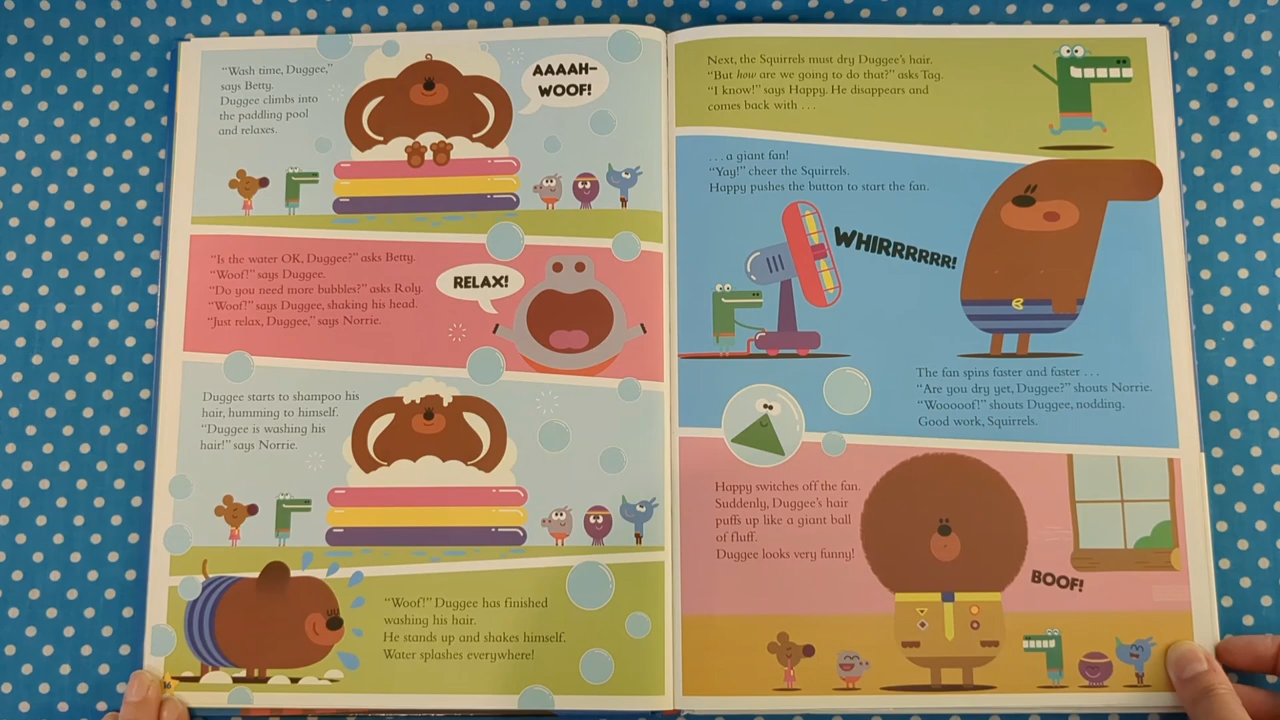 "Wash time, Duggee,"
says Betty.
Duggee climbs into
the paddling pool
and relaxes.
AAAAH-
WOOF!
"Is the water OK, Duggee?" asks Betty.
"Woof!" says Duggee.
"Do you need more bubbles?" asks Roly.
"Woof!" says Duggee, shaking his head.
"Just relax, Duggee," says Norrie.
RELAX!
Duggee starts to shampoo his
hair, humming to himself.
"Duggee is washing his
hair!" says Norrie.
"Woof!" Duggee has finished
washing his hair.
He stands up and shakes himself.
Water splashes everywhere!
16
Next, the Squirrels must dry Duggee's hair.
"But how are we going to do that?" asks Tag.
"I know!" says Happy. He disappears and
comes back with . . .
. . . a giant fan!
"Yay!" cheer the Squirrels.
Happy pushes the button to start the fan.
WHIRRRRRR!
The fan spins faster and faster . . .
"Are you dry yet, Duggee?" shouts Norrie.
"Wooooof!" shouts Duggee, nodding.
Good work, Squirrels.
Happy switches off the fan.
Suddenly, Duggee's hair
puffs up like a giant ball
of fluff.
Duggee looks very funny!
BOOF!